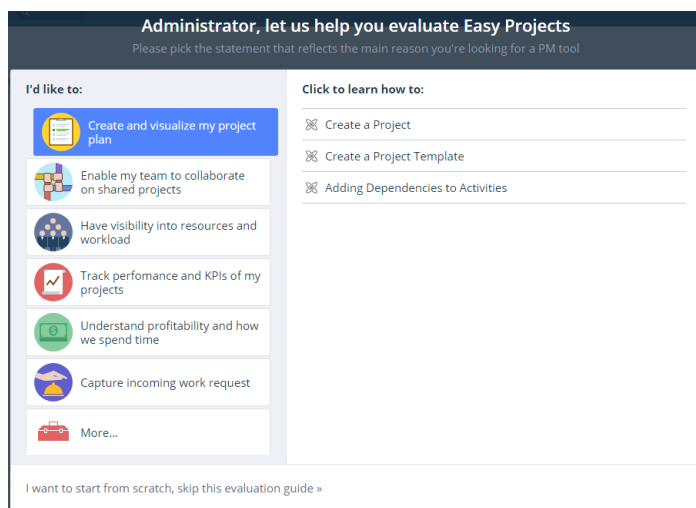 Administrator, let us help you evaluate Easy Projects
Please pick the statement that reflects the main reason you're looking for a PM tool
I'd like to:
Create and visualize my project
plan
Enable my team to collaborate
on shared projects
Have visibility into resources and
workload
Track perfomance and KPIs of my
projects
Understand profitability and how
we spend time
Capture incoming work request
More...
Click to learn how to:
Create a Project
Create a Project Template
Adding Dependencies to Activities
I want to start from scratch, skip this evaluation guide »